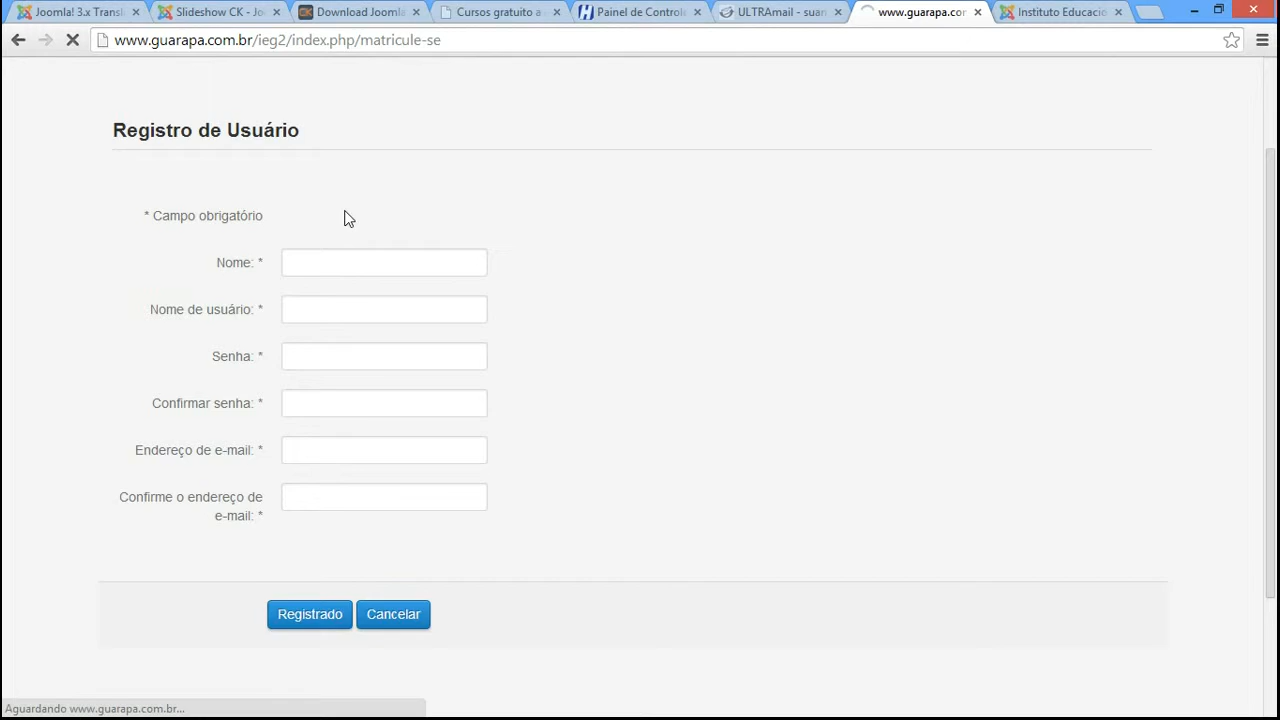 Joomla! 3.x Transl
Slideshow CK - Jo
Download Joomla
Cursos gratuito a
Painel de Control
ULTRAmail - suar
www.guarapa.cor
Instituto Educacio
www.guarapa.com.br/ieg2/index.php/matricule-se
Registro de Usuário
* Campo obrigatório
Nome: *
Nome de usuário: *
Senha: *
Confirmar senha: *
Endereço de e-mail: *
Confirme o endereço de
e-mail: *
Registrado
Cancelar
Aguardando www.guarapa.com.br...